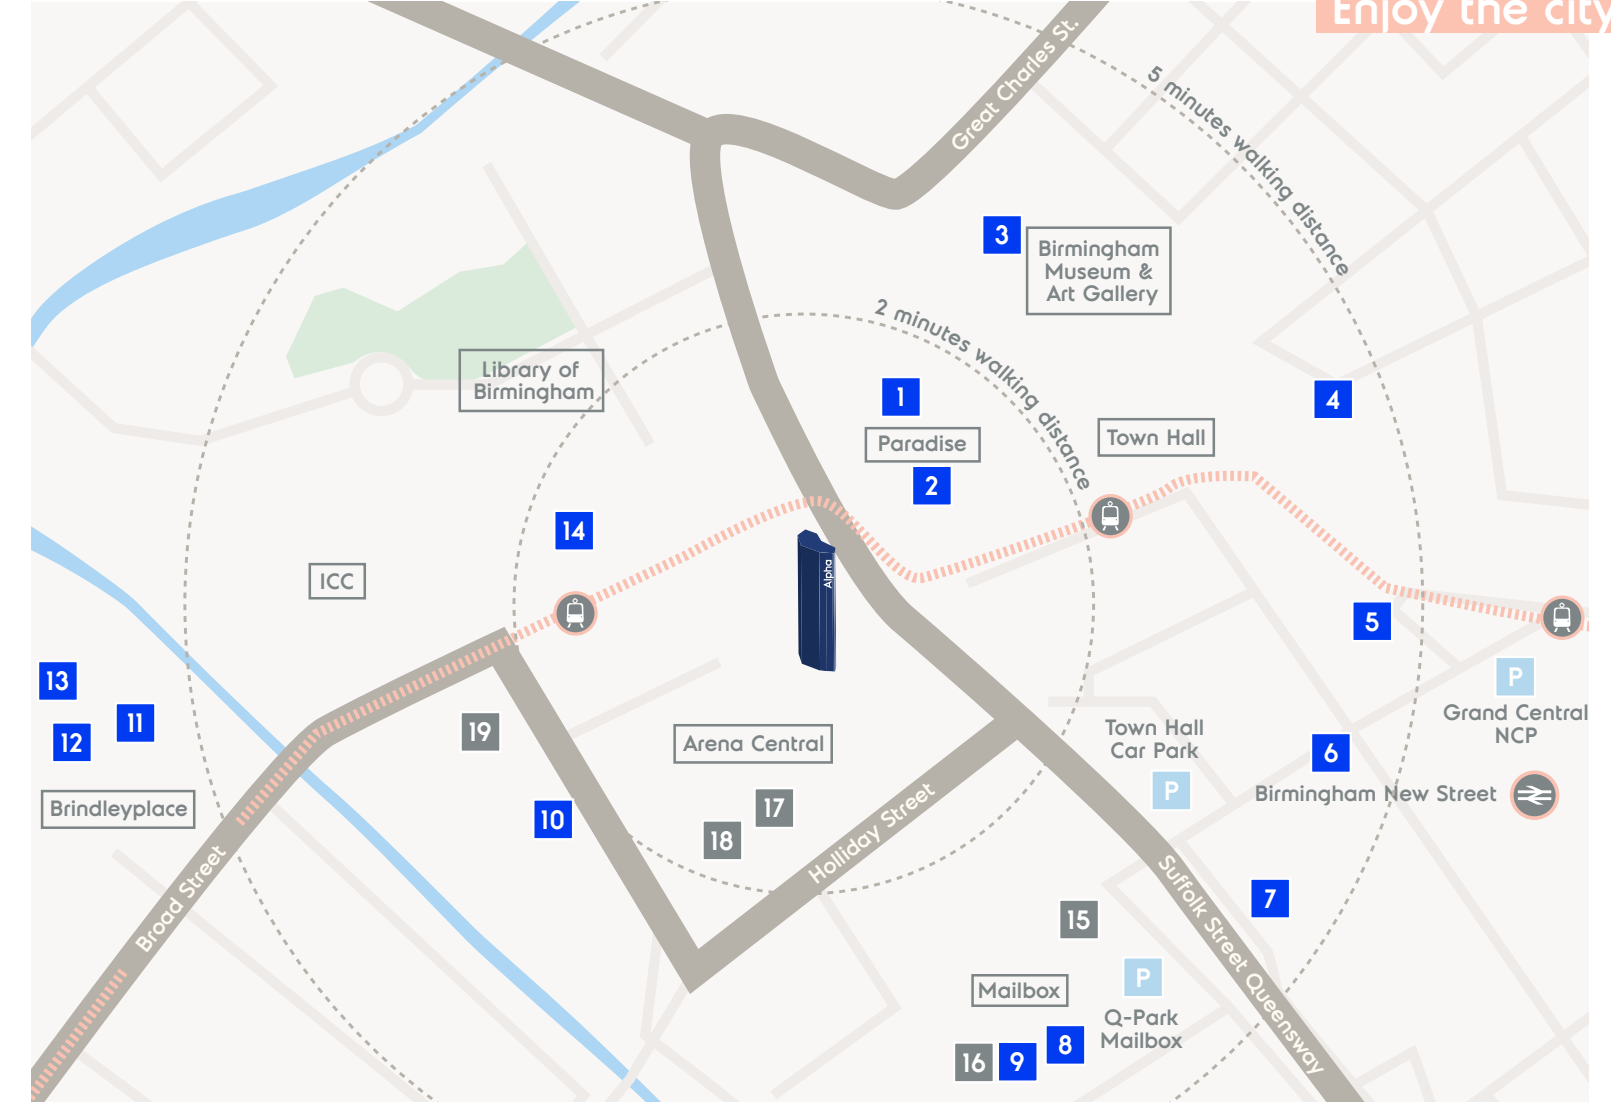 Enjoy the city
Great Charles St.
5 minutes walking distance
3
Birmingham
Museum &
Art Gallery
2 minutes walking distance
Library of
Birmingham
1
4
Paradise
Town Hall
2
14
Alpha
ICC
5
13
P
11
12
19
Grand Central
NCP
Arena Central
Town Hall
Car Park
6
P
Birmingham New Street
Brindleyplace
10
17
18
Holliday Street
Broad Street
Suffolk Street Queensway
7
15
P
Mailbox
Q-Park
Mailbox
16
9
8